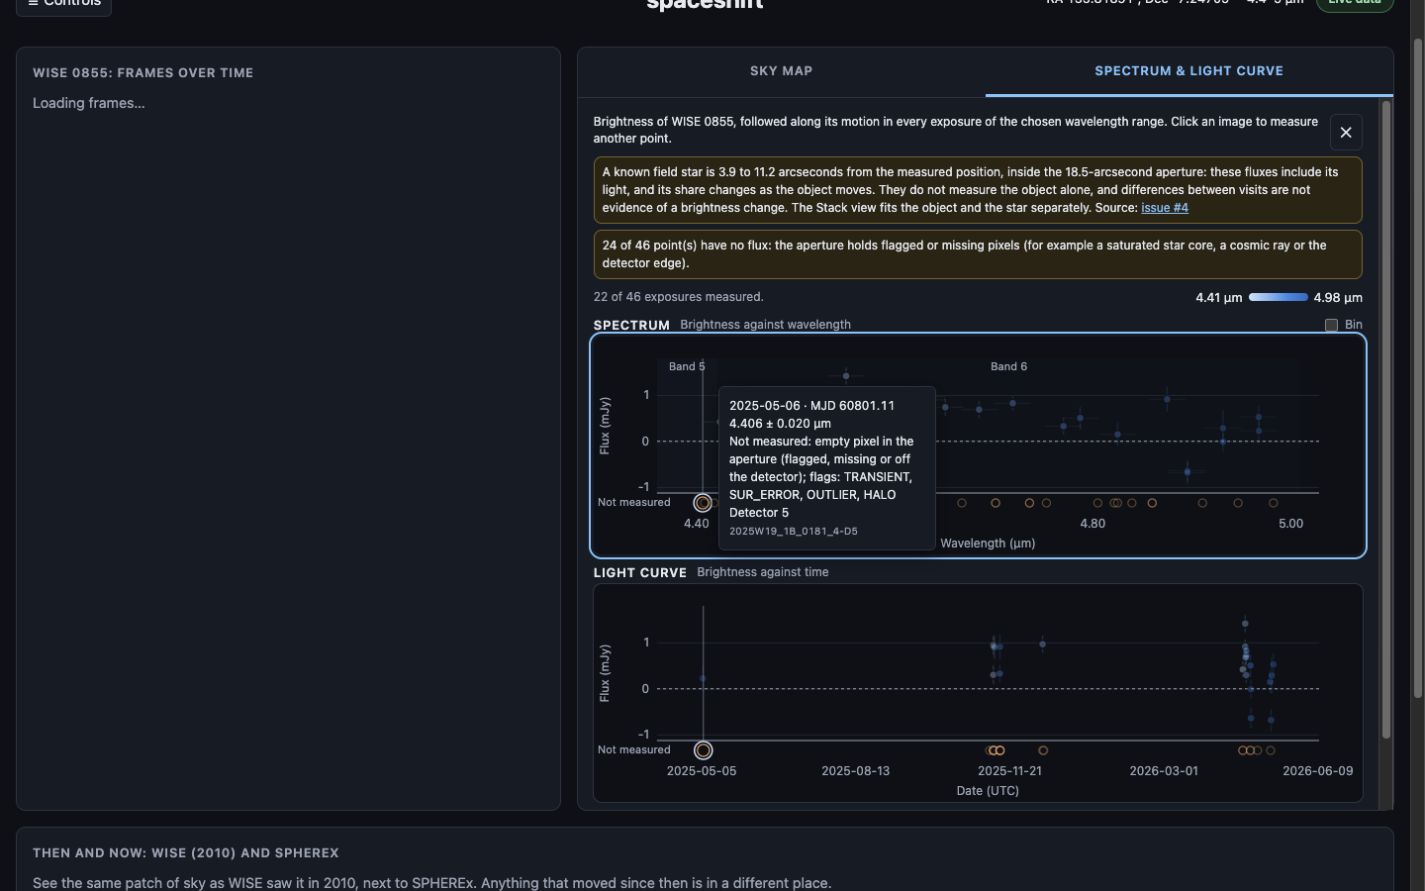 ≡ Controls
spaceshift
WISE 0855: FRAMES OVER TIME
Loading frames...
SKY MAP
SPECTRUM & LIGHT CURVE
Brightness of WISE 0855, followed along its motion in every exposure of the chosen wavelength range. Click an image to measure
another point.
A known field star is 3.9 to 11.2 arcseconds from the measured position, inside the 18.5-arcsecond aperture: these fluxes include its
light, and its share changes as the object moves. They do not measure the object alone, and differences between visits are not
evidence of a brightness change. The Stack view fits the object and the star separately. Source: issue #4
24 of 46 point(s) have no flux: the aperture holds flagged or missing pixels (for example a saturated star core, a cosmic ray or the
detector edge).
22 of 46 exposures measured.
4.41 µm
4.98 µm
SPECTRUM Brightness against wavelength
Bin
Band 5
Band 6
Flux (mJy)
1
0
-1
Not measured
2025-05-06 · MJD 60801.11
4.406 ± 0.020 µm
Not measured: empty pixel in the
aperture (flagged, missing or off
the detector); flags: TRANSIENT,
SUR_ERROR, OUTLIER, HALO
Detector 5
2025W19_1B_0181_4-D5
4.40
4.80
5.00
Wavelength (µm)
LIGHT CURVE Brightness against time
Flux (mJy)
1
0
-1
Not measured
2025-05-05
2025-08-13
2025-11-21
2026-03-01
2026-06-09
Date (UTC)
THEN AND NOW: WISE (2010) AND SPHEREX
See the same patch of sky as WISE saw it in 2010, next to SPHEREx. Anything that moved since then is in a different place.